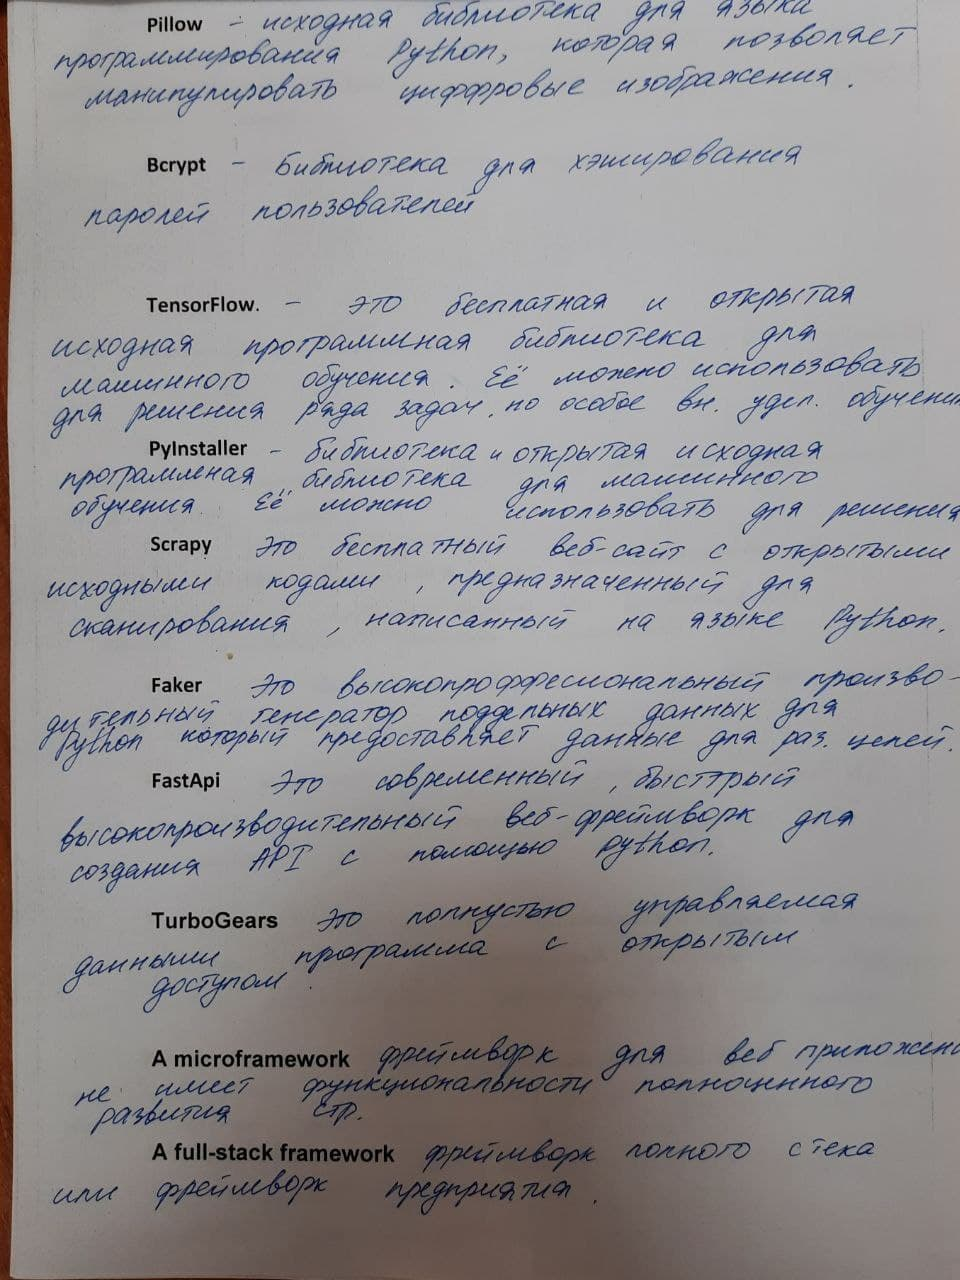 Pillow – исходная библиотека для языка
программирования Python, которая позволяет
манипулировать циффровые изображения.
Bcrypt – Библиотека для хэширования
паролей пользователей
TensorFlow. – это бесплатная и открытая
исходная программная библиотека для
машинного обучения. Её можно использовать
для решения ряда задач, но особое вн. удел. обучени
PyInstaller – библиотека и открытая исходная
программная библиотека для машинного
обучения. Её можно использовать для решения
Scrapy это бесплатный веб-сайт с открытыми
исходными кодами, предназначенный для
сканирования, написанный на языке Python.
Faker это высокопроффесиональный произво-
дительный генератор поддельных данных для
Python который предоставляет данные для раз. целей.
FastApi это современный, быстрый
высокопроизводительный веб-фреймворк для
создания API с помощью python.
TurboGears это полнустью управляемая
данными программа с открытым
доступом.
A microframework фреймворк для веб приложени
не имеет функциональности полноценного
развития стр.
A full-stack framework фреймворк полного стека
или фреймворк предприятия.